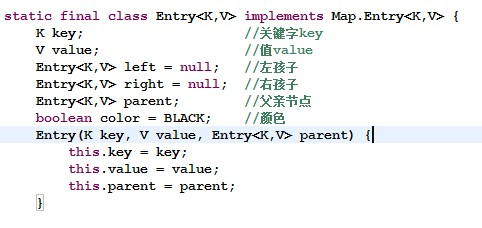 static final class Entry<K,V> implements Map.Entry<K,V> {
K key; //关键字key
V value; //值value
Entry<K,V> left = null; //左孩子
Entry<K,V> right = null; //右孩子
Entry<K,V> parent; //父亲节点
boolean color = BLACK; //颜色
Entry(K key, V value, Entry<K,V> parent) {
this.key = key;
this.value = value;
this.parent = parent;
}